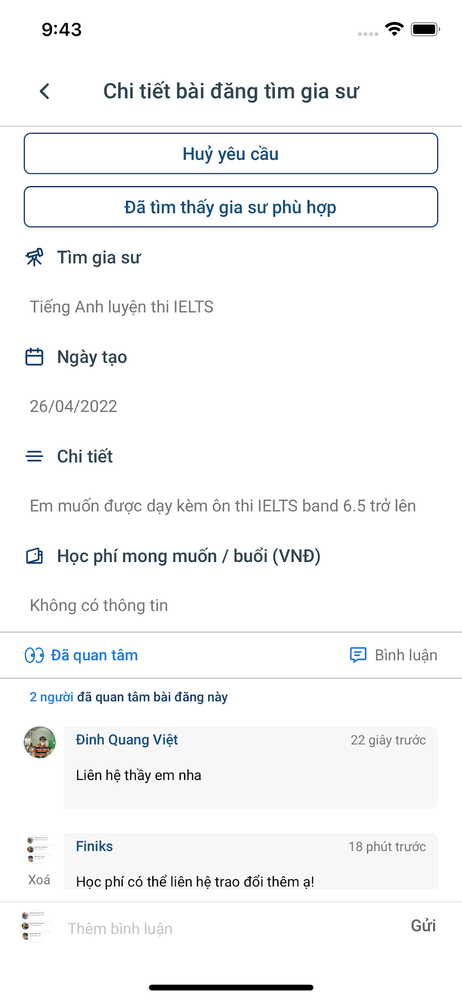 9:43
Chi tiết bài đăng tìm gia sư
Huỷ yêu cầu
Đã tìm thấy gia sư phù hợp
Tìm gia sư
Tiếng Anh luyện thi IELTS
Ngày tạo
26/04/2022
Chi tiết
Em muốn được dạy kèm ôn thi IELTS band 6.5 trở lên
Học phí mong muốn / buổi (VNĐ)
Không có thông tin
Đã quan tâm Bình luận
2 người đã quan tâm bài đăng này
Đinh Quang Việt 22 giây trước
Liên hệ thầy em nha
Finiks 18 phút trước
Xoá Học phí có thể liên hệ trao đổi thêm ạ!
Thêm bình luận Gửi